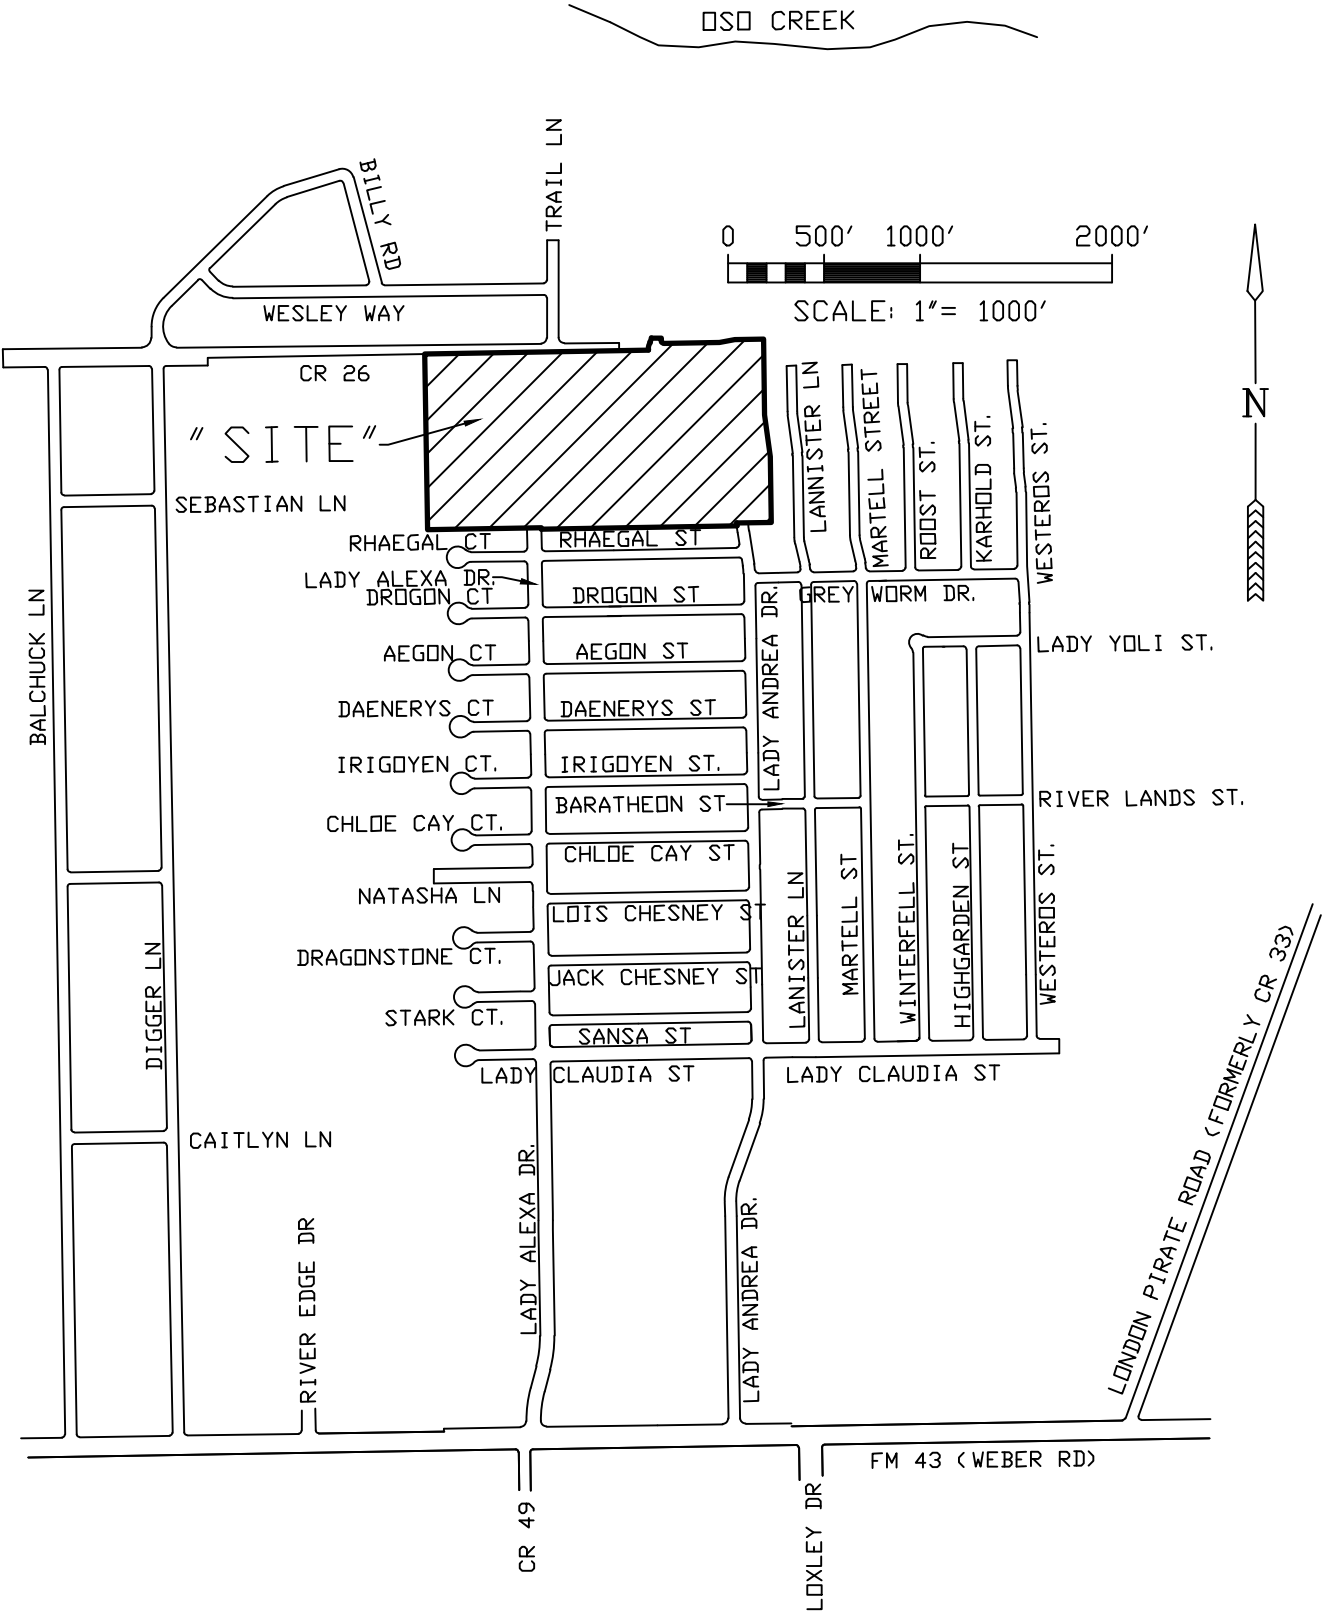 OSO CREEK
TRAIL LN
BILLY RD
0 500' 1000' 2000'
SCALE: 1"= 1000'
WESLEY WAY
CR 26
N
"SITE"
LANNISTER LN
MARTELL STREET
ROOST ST.
KARHOLD ST.
WESTEROS ST.
SEBASTIAN LN
RHAEGAL CT
RHAEGAL ST
LADY ALEXA DR.
DROGON CT
DROGON ST
GREY WORM DR.
BALCHUCK LN
LADY ANDREA DR.
AEGON CT
AEGON ST
LADY YOLI ST.
DAENERYS CT
DAENERYS ST
IRIGOYEN CT.
IRIGOYEN ST.
BARATHEON ST
RIVER LANDS ST.
CHLOE CAY CT.
CHLOE CAY ST
NATASHA LN
LOIS CHESNEY ST
LANISTER LN
MARTELL ST
WINTERFELL ST.
HIGHGARDEN ST
WESTEROS ST.
DRAGONSTONE CT.
JACK CHESNEY ST
DIGGER LN
STARK CT.
SANSA ST
LADY CLAUDIA ST
LADY CLAUDIA ST
CAITLYN LN
LADY ALEXA DR.
LADY ANDREA DR.
RIVER EDGE DR
LONDON PIRATE ROAD (FORMERLY CR 33)
FM 43 (WEBER RD)
CR 49
LOXLEY DR